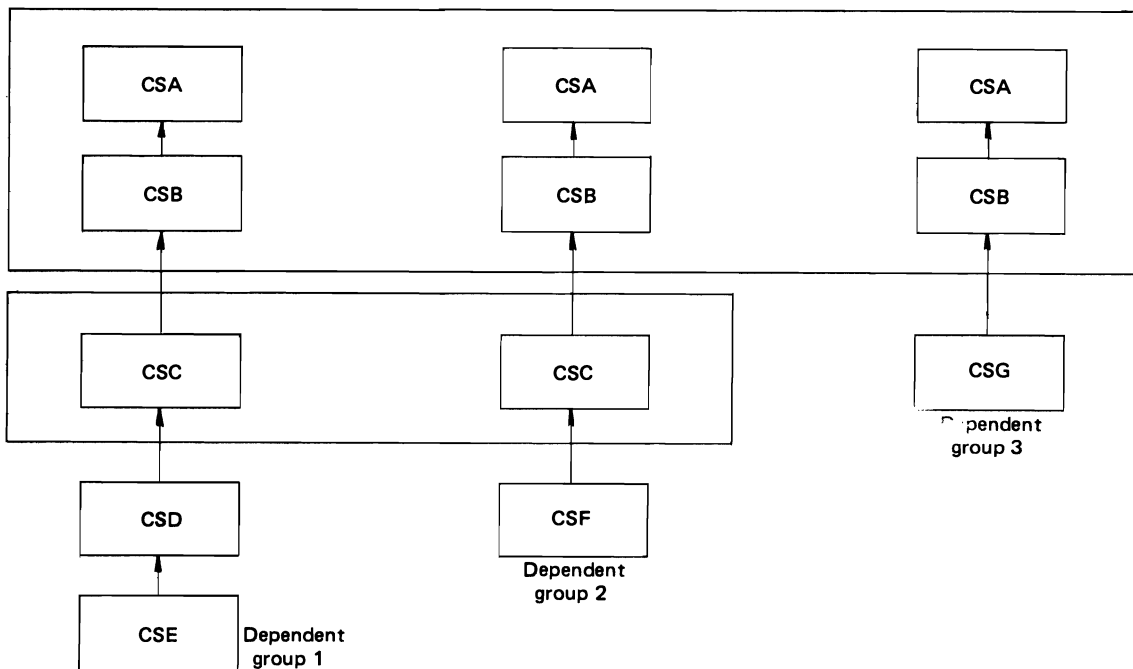 CSA
CSA
CSA
CSB
CSB
CSB
CSC
CSC
CSG
pendent
group 3
CSD
CSF
Dependent
group 2
CSE
Dependent
group 1